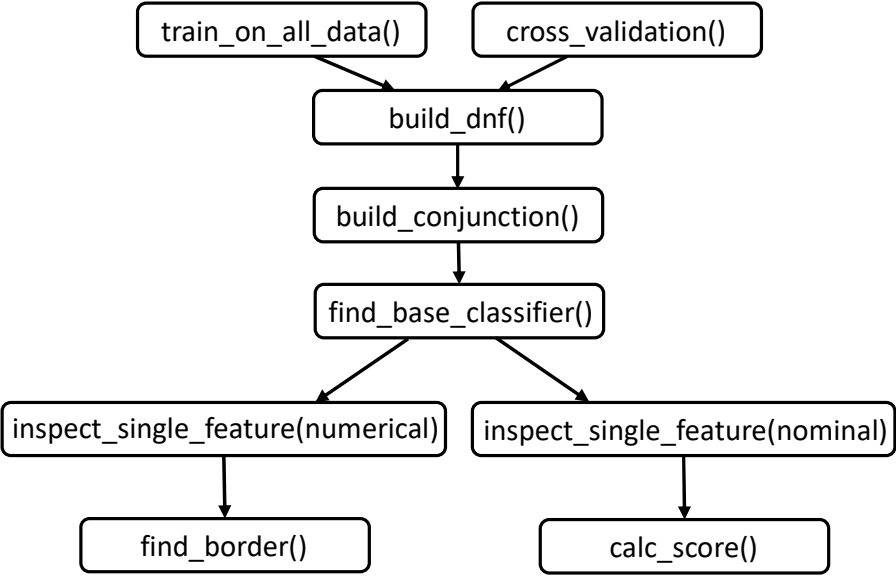 train_on_all_data()
cross_validation()
build_dnf()
build_conjunction()
find_base_classifier()
inspect_single_feature(numerical)
inspect_single_feature(nominal)
find_border()
calc_score()